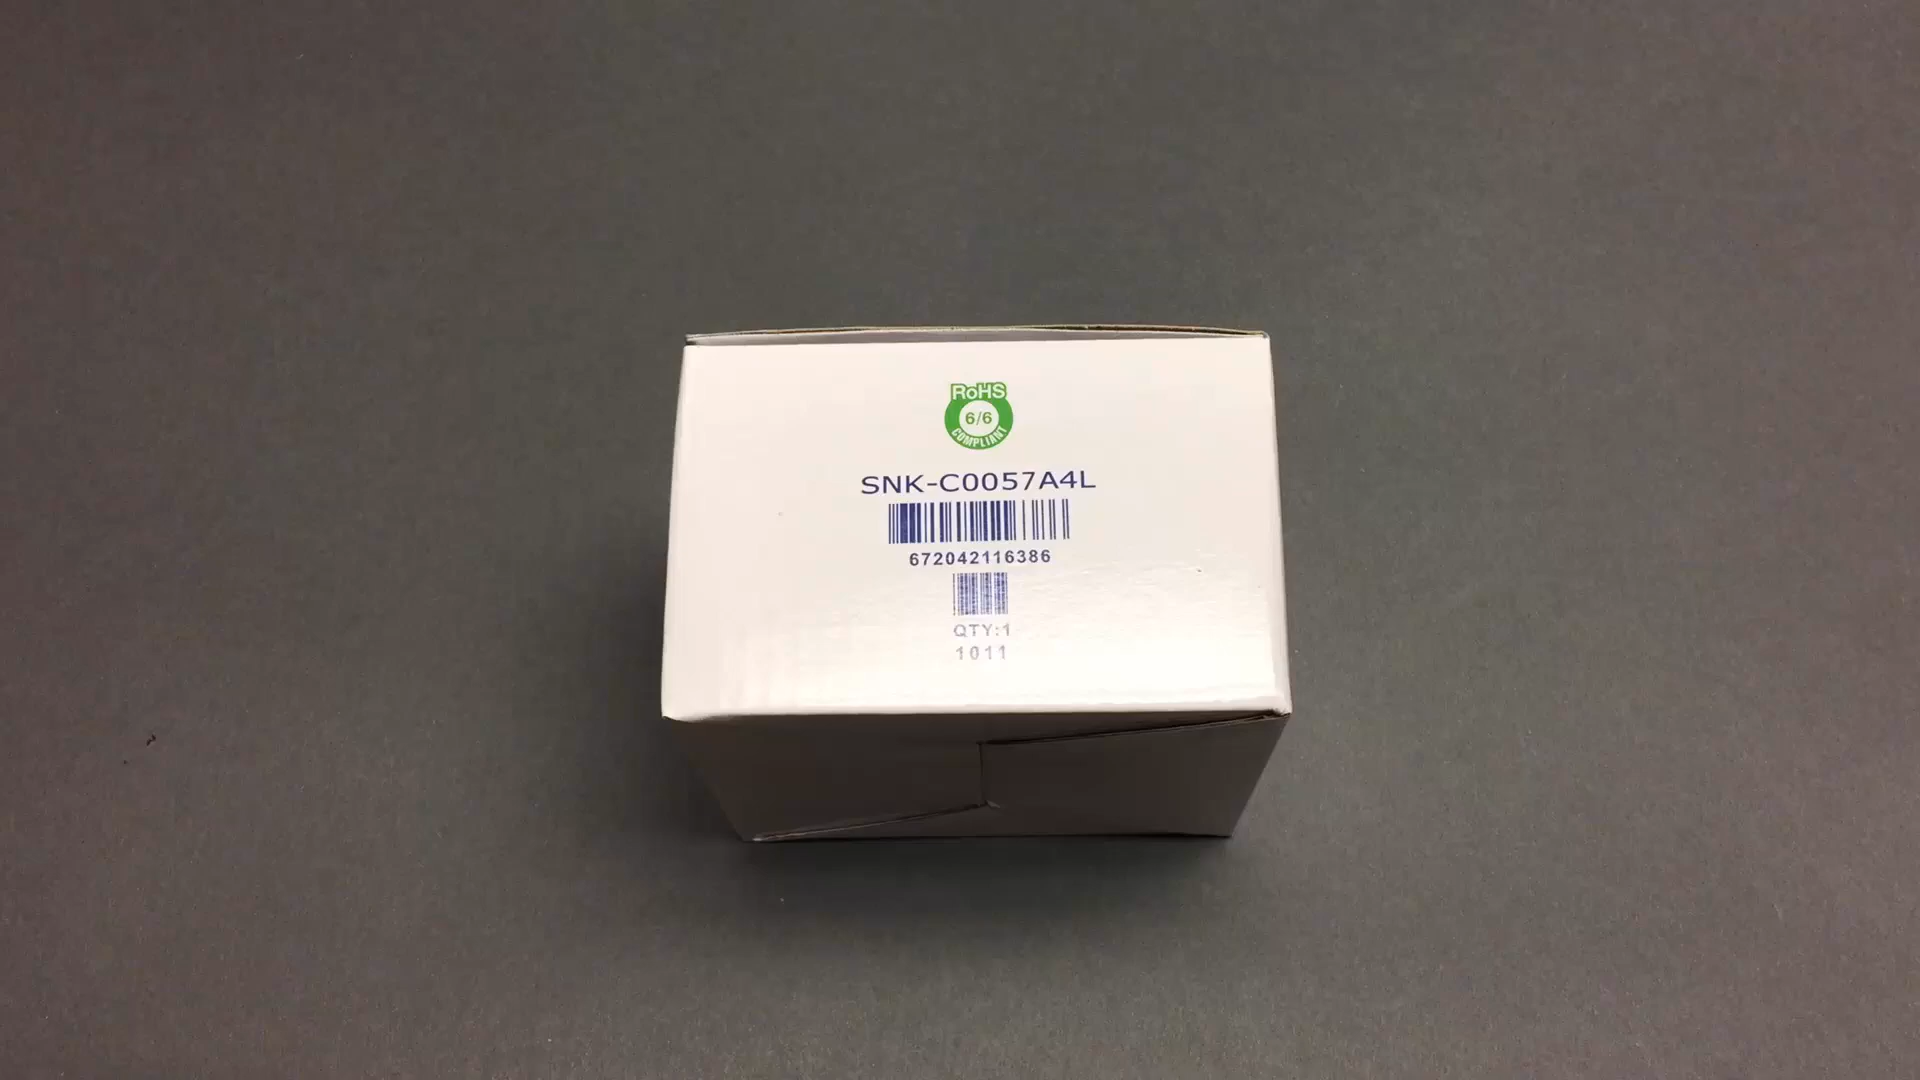 RoHS
6/6
COMPLIANT
SNK-C0057A4L
672042116386
QTY:1
1011